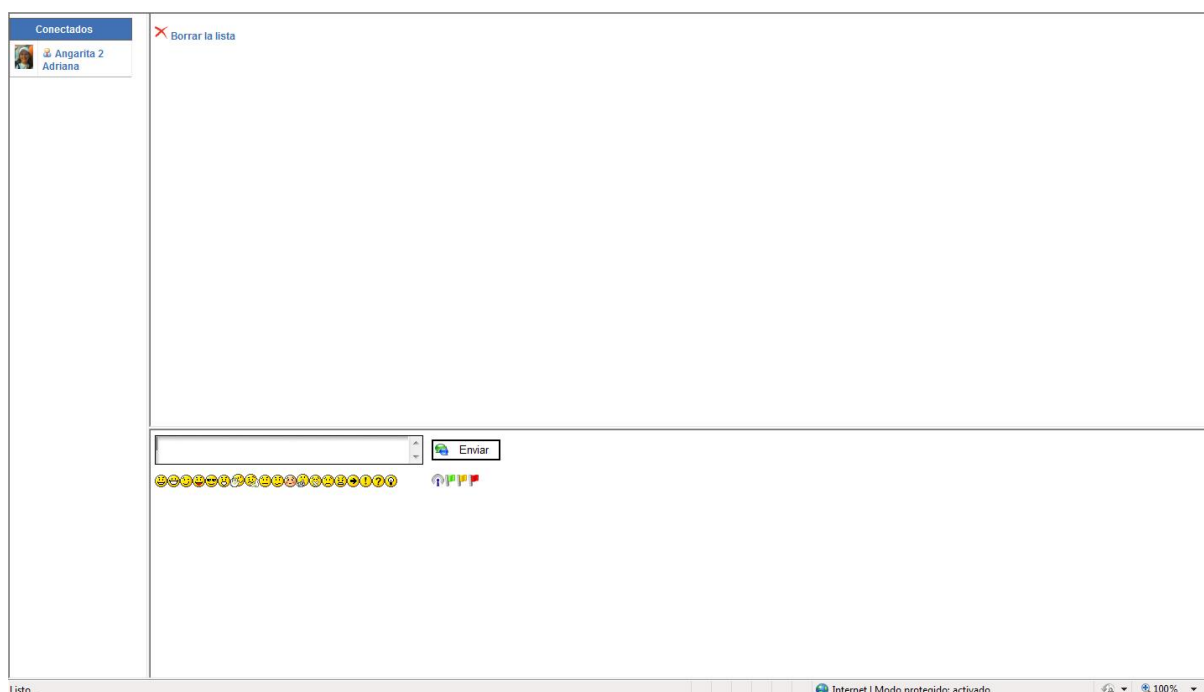 Conectados
Angarita 2
Adriana
Borrar la lista
Enviar
Listo
Internet | Modo protegido: activado
100%